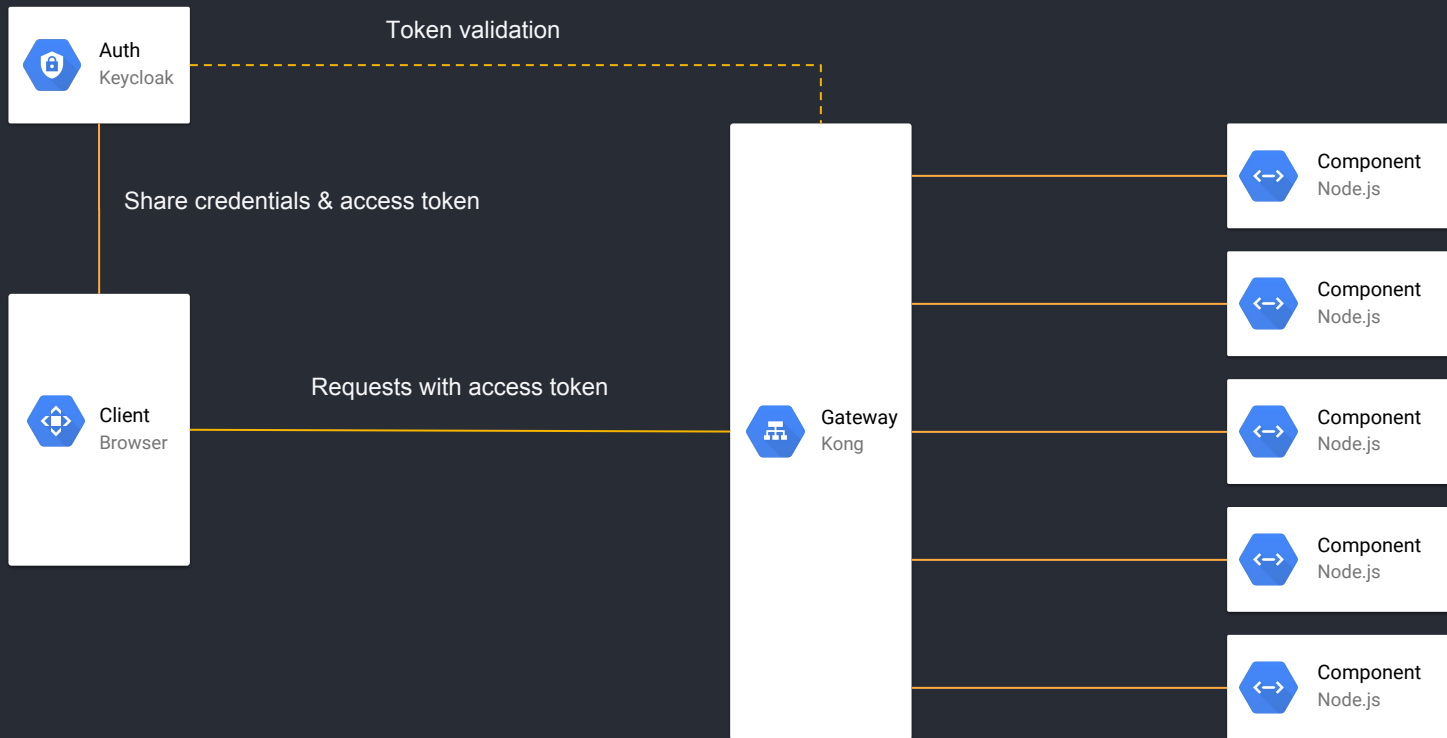 Token validation
Auth
Keycloak
Share credentials & access token
Client
Browser
Requests with access token
Gateway
Kong
Component
Node.js
Component
Node.js
Component
Node.js
Component
Node.js
Component
Node.js